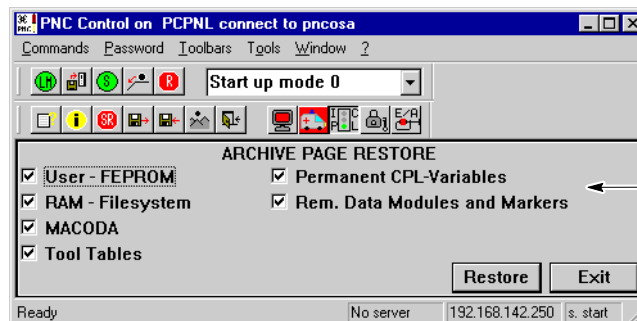 PNC Control on PCPNL connect to pncosa
Commands Password Toolbars Tools Window ?
LM S R Start up mode 0
? i SR I P C L E/A
ARCHIVE PAGE RESTORE
User - FEPROM Permanent CPL-Variables
RAM - Filesystem Rem. Data Modules and Markers
MACODA
Tool Tables
Restore Exit
Ready No server 192.168.142.250 s. start